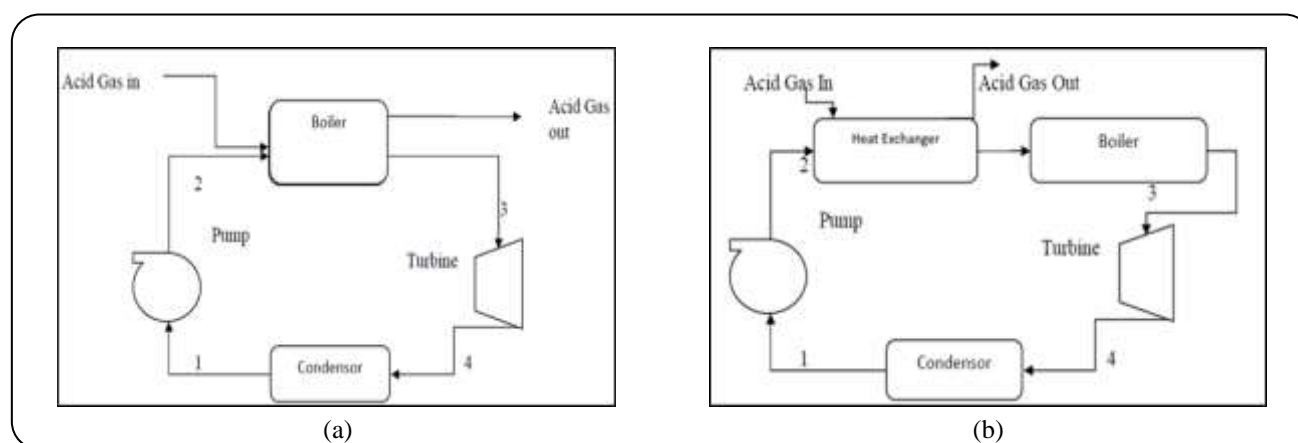 Acid Gas in
Boiler
Acid Gas
out
2
3
Pump
Turbine
1
Condensor
4
(a)
Acid Gas In
Acid Gas Out
Heat Exchanger
Boiler
2
3
Pump
Turbine
1
Condensor
4
(b)